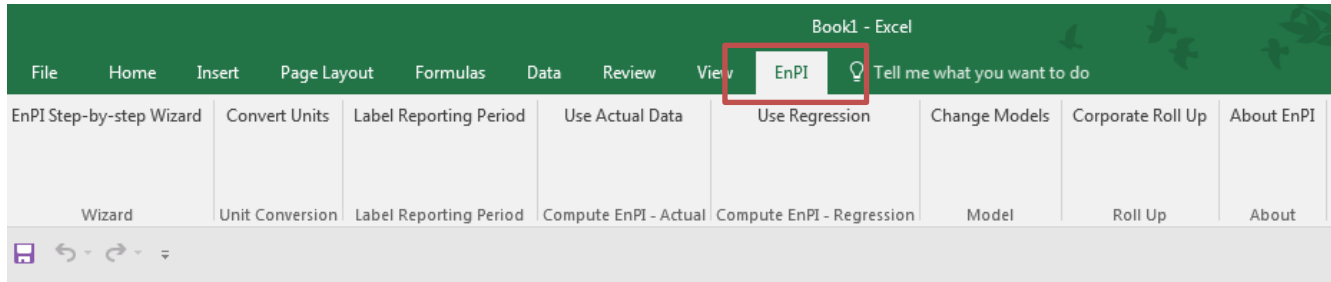 Book1 - Excel
File Home Insert Page Layout Formulas Data Review View EnPI Tell me what you want to do
EnPI Step-by-step Wizard Convert Units Label Reporting Period Use Actual Data Use Regression Change Models Corporate Roll Up About EnPI
Wizard Unit Conversion Label Reporting Period Compute EnPI - Actual Compute EnPI - Regression Model Roll Up About